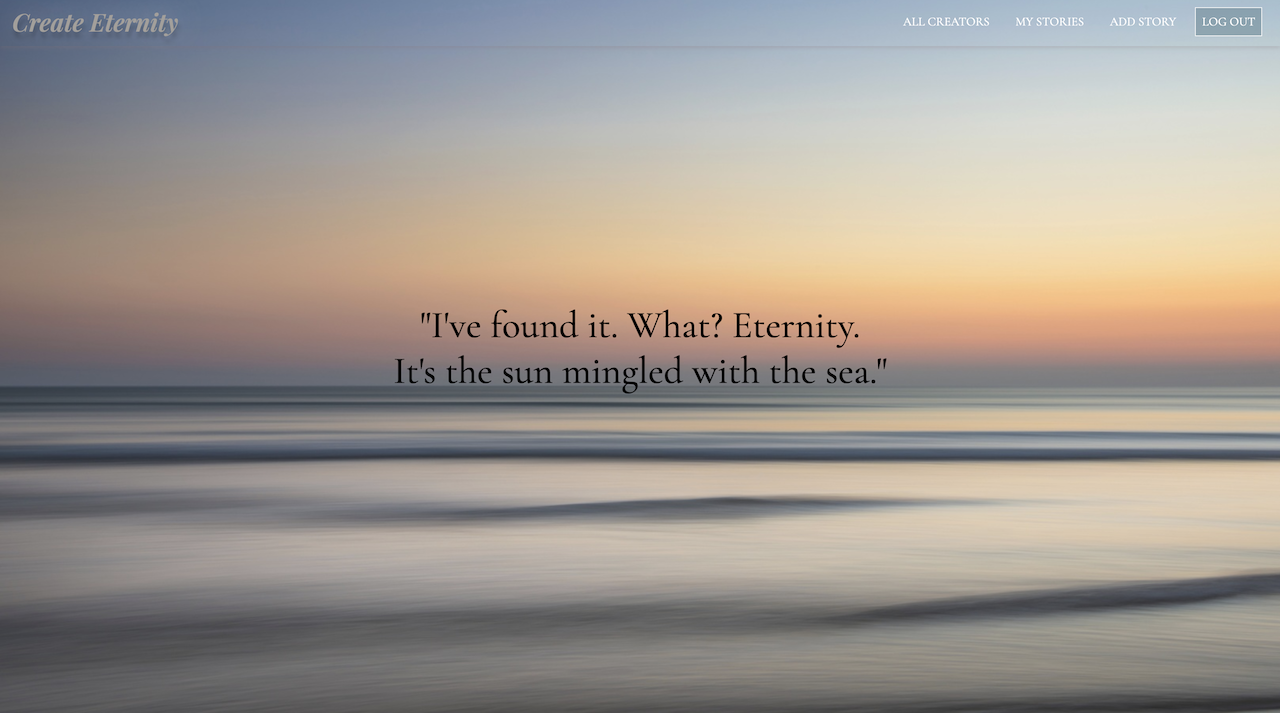 Create Eternity
ALL CREATORS MY STORIES ADD STORY LOG OUT
"I've found it. What? Eternity.
It's the sun mingled with the sea."